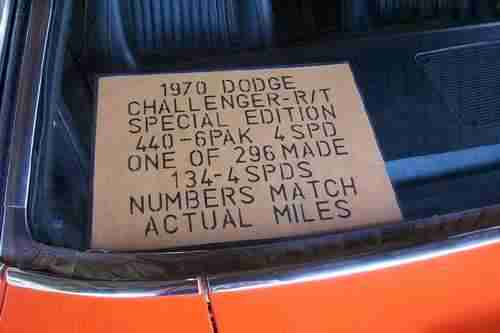 1970 DODGE
CHALLENGER-R/T
SPECIAL EDITION
440-6PAK 4SPD
ONE OF 296 MADE
134-4SPDS
NUMBERS MATCH
ACTUAL MILES